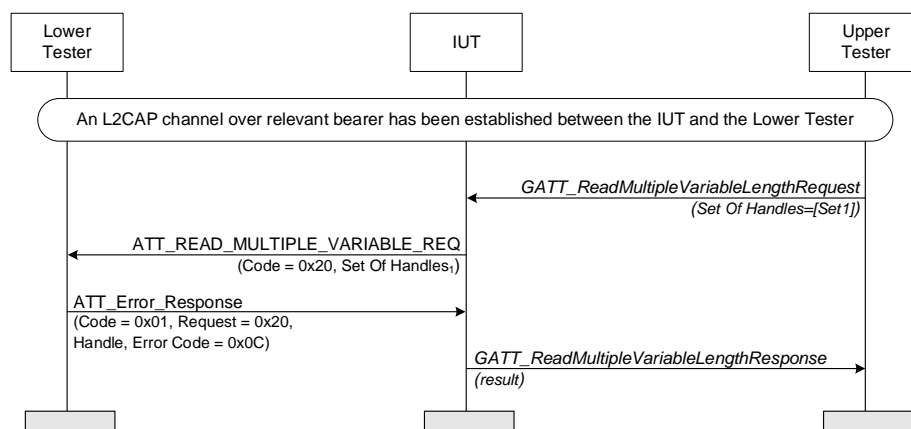 Lower
Tester
IUT
Upper
Tester
An L2CAP channel over relevant bearer has been established between the IUT and the Lower Tester
GATT_ReadMultipleVariableLengthRequest
(Set Of Handles=[Set1])
ATT_READ_MULTIPLE_VARIABLE_REQ
(Code = 0x20, Set Of Handles₁)
ATT_Error_Response
(Code = 0x01, Request = 0x20,
Handle, Error Code = 0x0C)
GATT_ReadMultipleVariableLengthResponse
(result)